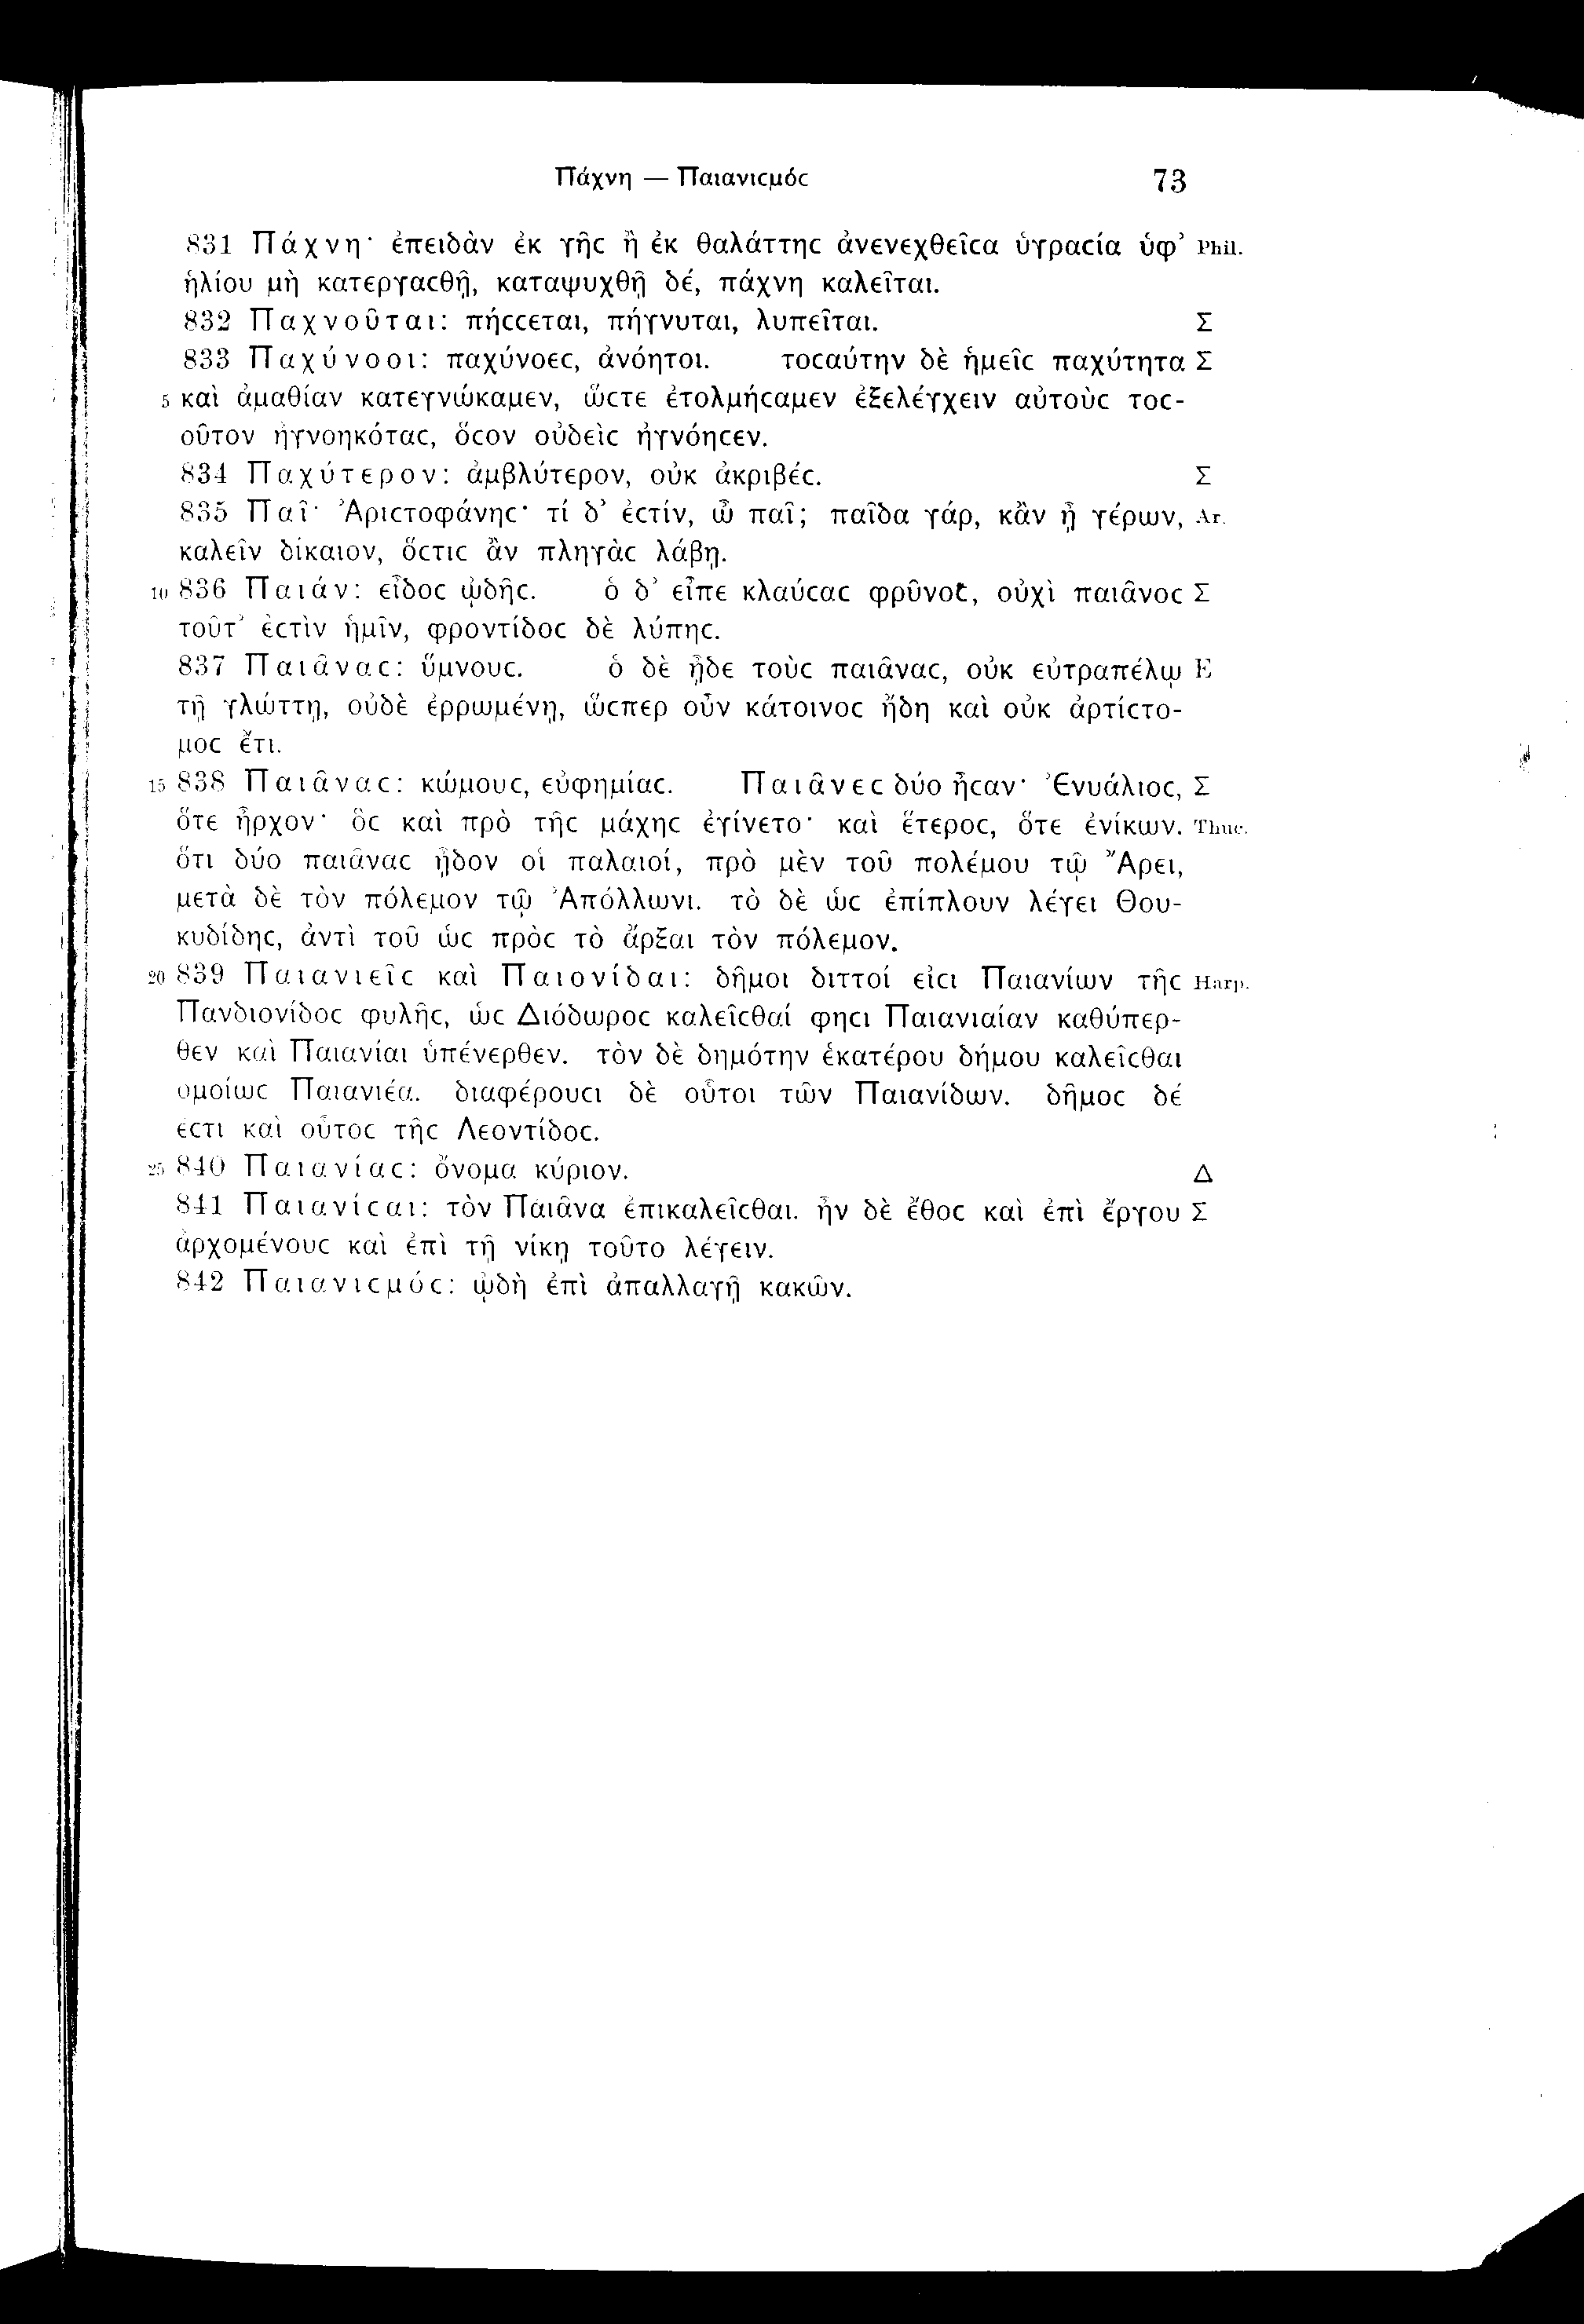 Πάχνη — Παιανιϲμόϲ 73
831 Πάχνη· ἐπειδὰν ἐκ γῆϲ ἢ ἐκ θαλάττηϲ ἀνενεχθεῖϲα ὑγραϲία ὑφ’ Phil.
ἡλίου μὴ κατεργαϲθῇ, καταψυχθῇ δέ, πάχνη καλεῖται.
832 Παχνοῦται: πήϲϲεται, πήγνυται, λυπεῖται. Σ
833 Παχύνοοι: παχύνοεϲ, ἀνόητοι. τοϲαύτην δὲ ἡμεῖϲ παχύτητα Σ
5 καὶ ἀμαθίαν κατεγνώκαμεν, ὥϲτε ἐτολμήϲαμεν ἐξελέγχειν αὐτοὺϲ τοϲ-
οῦτον ἠγνοηκόταϲ, ὅϲον οὐδεὶϲ ἠγνόηϲεν.
834 Παχύτερον: ἀμβλύτερον, οὐκ ἀκριβέϲ. Σ
835 Παῖ· Ἀριϲτοφάνηϲ· τί δ’ ἐϲτίν, ὦ παῖ; παῖδα γάρ, κἂν ᾖ γέρων, Ar.
καλεῖν δίκαιον, ὅϲτιϲ ἂν πληγὰϲ λάβῃ.
10 836 Παιάν: εἶδοϲ ᾠδῆϲ. ὁ δ’ εἶπε κλαύϲαϲ φρῦνοϲ, οὐχὶ παιᾶνοϲ Σ
τοῦτ’ ἐϲτὶν ἡμῖν, φροντίδοϲ δὲ λύπηϲ.
837 Παιᾶναϲ: ὕμνουϲ. ὁ δὲ ᾖδε τοὺϲ παιᾶναϲ, οὐκ εὐτραπέλῳ E
τῇ γλώττῃ, οὐδὲ ἐρρωμένῃ, ὥϲπερ οὖν κάτοινοϲ ἤδη καὶ οὐκ ἀρτίϲτο-
μοϲ ἔτι.
15 838 Παιᾶναϲ: κώμουϲ, εὐφημίαϲ. Παιᾶνεϲ δύο ἦϲαν· Ἐνυάλιοϲ, Σ
ὅτε ἦρχον· ὃϲ καὶ πρὸ τῆϲ μάχηϲ ἐγίνετο· καὶ ἕτεροϲ, ὅτε ἐνίκων. Thuc.
ὅτι δύο παιᾶναϲ ᾖδον οἱ παλαιοί, πρὸ μὲν τοῦ πολέμου τῷ Ἄρει,
μετὰ δὲ τὸν πόλεμον τῷ Ἀπόλλωνι. τὸ δὲ ὡϲ ἐπίπλουν λέγει Θου-
κυδίδηϲ, ἀντὶ τοῦ ὡϲ πρὸϲ τὸ ἄρξαι τὸν πόλεμον.
20 839 Παιανιεῖϲ καὶ Παιονίδαι: δῆμοι διττοί εἰϲι Παιανίων τῆϲ Harp.
Πανδιονίδοϲ φυλῆϲ, ὡϲ Διόδωροϲ καλεῖϲθαί φηϲι Παιανιαίαν καθύπερ-
θεν καὶ Παιανίαι ὑπένερθεν. τὸν δὲ δημότην ἑκατέρου δήμου καλεῖϲθαι
ὁμοίωϲ Παιανιέα. διαφέρουϲι δὲ οὗτοι τῶν Παιανίδων. δῆμοϲ δέ
ἐϲτι καὶ οὗτοϲ τῆϲ Λεοντίδοϲ.
25 840 Παιανίαϲ: ὄνομα κύριον. Δ
841 Παιανίϲαι: τὸν Παιᾶνα ἐπικαλεῖϲθαι. ἦν δὲ ἔθοϲ καὶ ἐπὶ ἔργου Σ
ἀρχομένουϲ καὶ ἐπὶ τῇ νίκῃ τοῦτο λέγειν.
842 Παιανιϲμόϲ: ᾠδὴ ἐπὶ ἀπαλλαγῇ κακῶν.